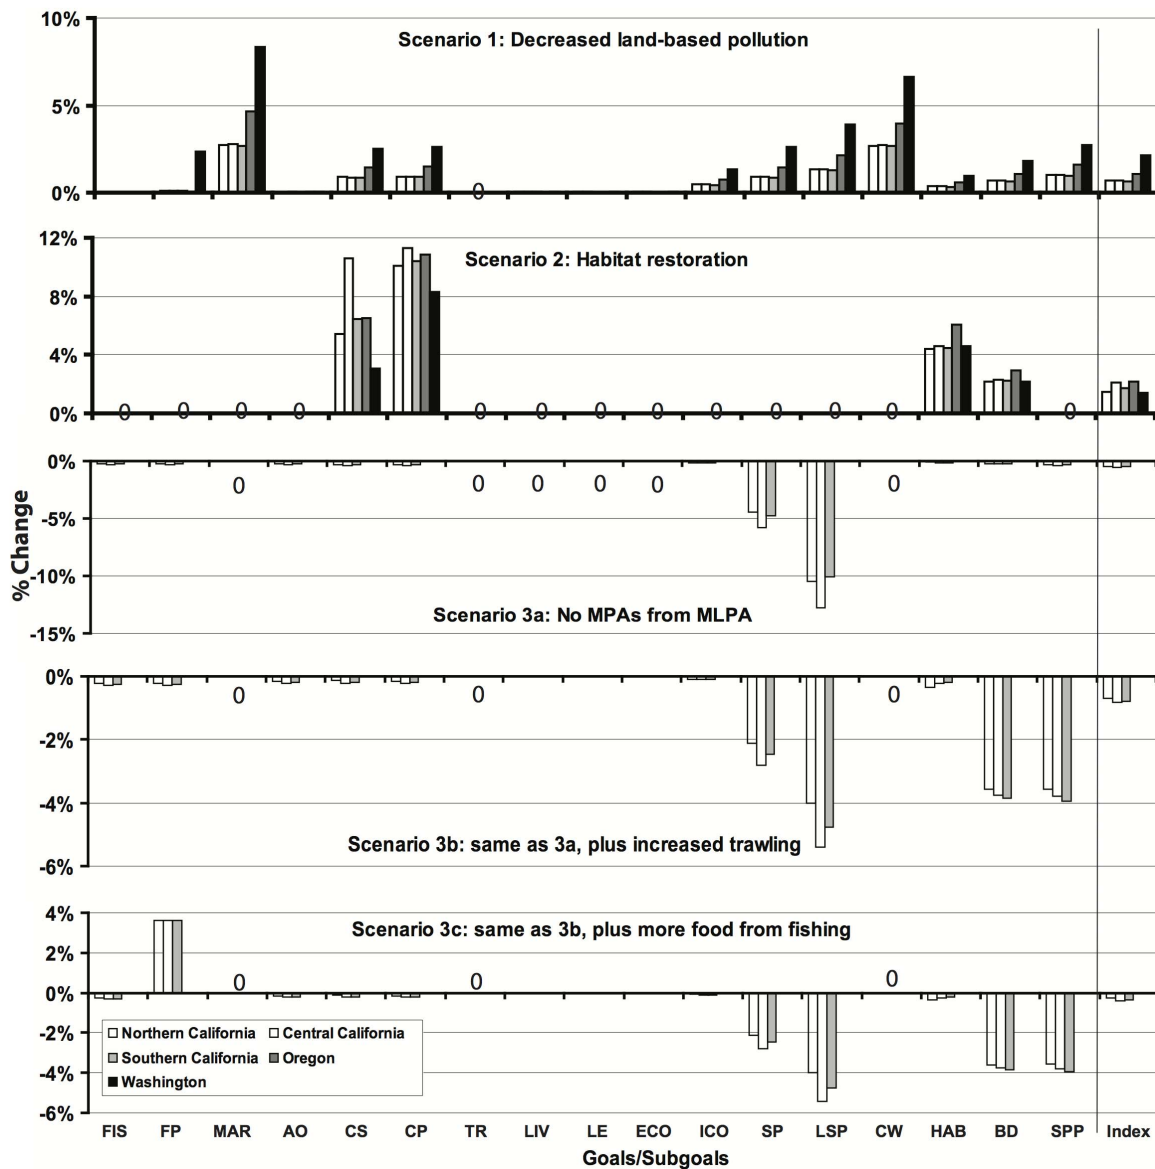 10%
Scenario 1: Decreased land-based pollution
5%
0%
0
12%
Scenario 2: Habitat restoration
8%
4%
0%
0 0 0 0 0 0 0 0 0 0 0 0 0
0%
0 0 0 0 0 0
-5%
-10%
Scenario 3a: No MPAs from MLPA
-15%
% Change
0%
0 0 0
-2%
-4%
Scenario 3b: same as 3a, plus increased trawling
-6%
4%
Scenario 3c: same as 3b, plus more food from fishing
2%
0 0 0
0%
Northern California Central California
Southern California Oregon
Washington
-2%
-4%
-6%
FIS FP MAR AO CS CP TR LIV LE ECO ICO SP LSP CW HAB BD SPP Index
Goals/Subgoals